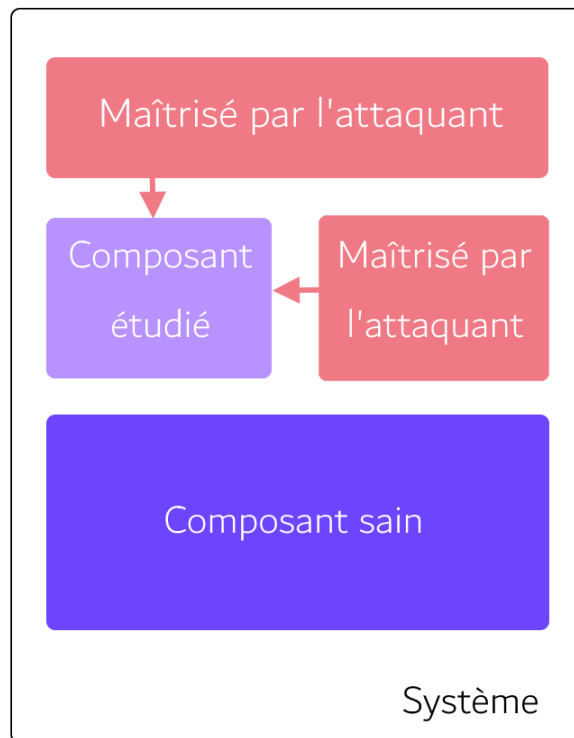 Maîtrisé par l'attaquant
Composant
étudié
Maîtrisé par
l'attaquant
Composant sain
Système